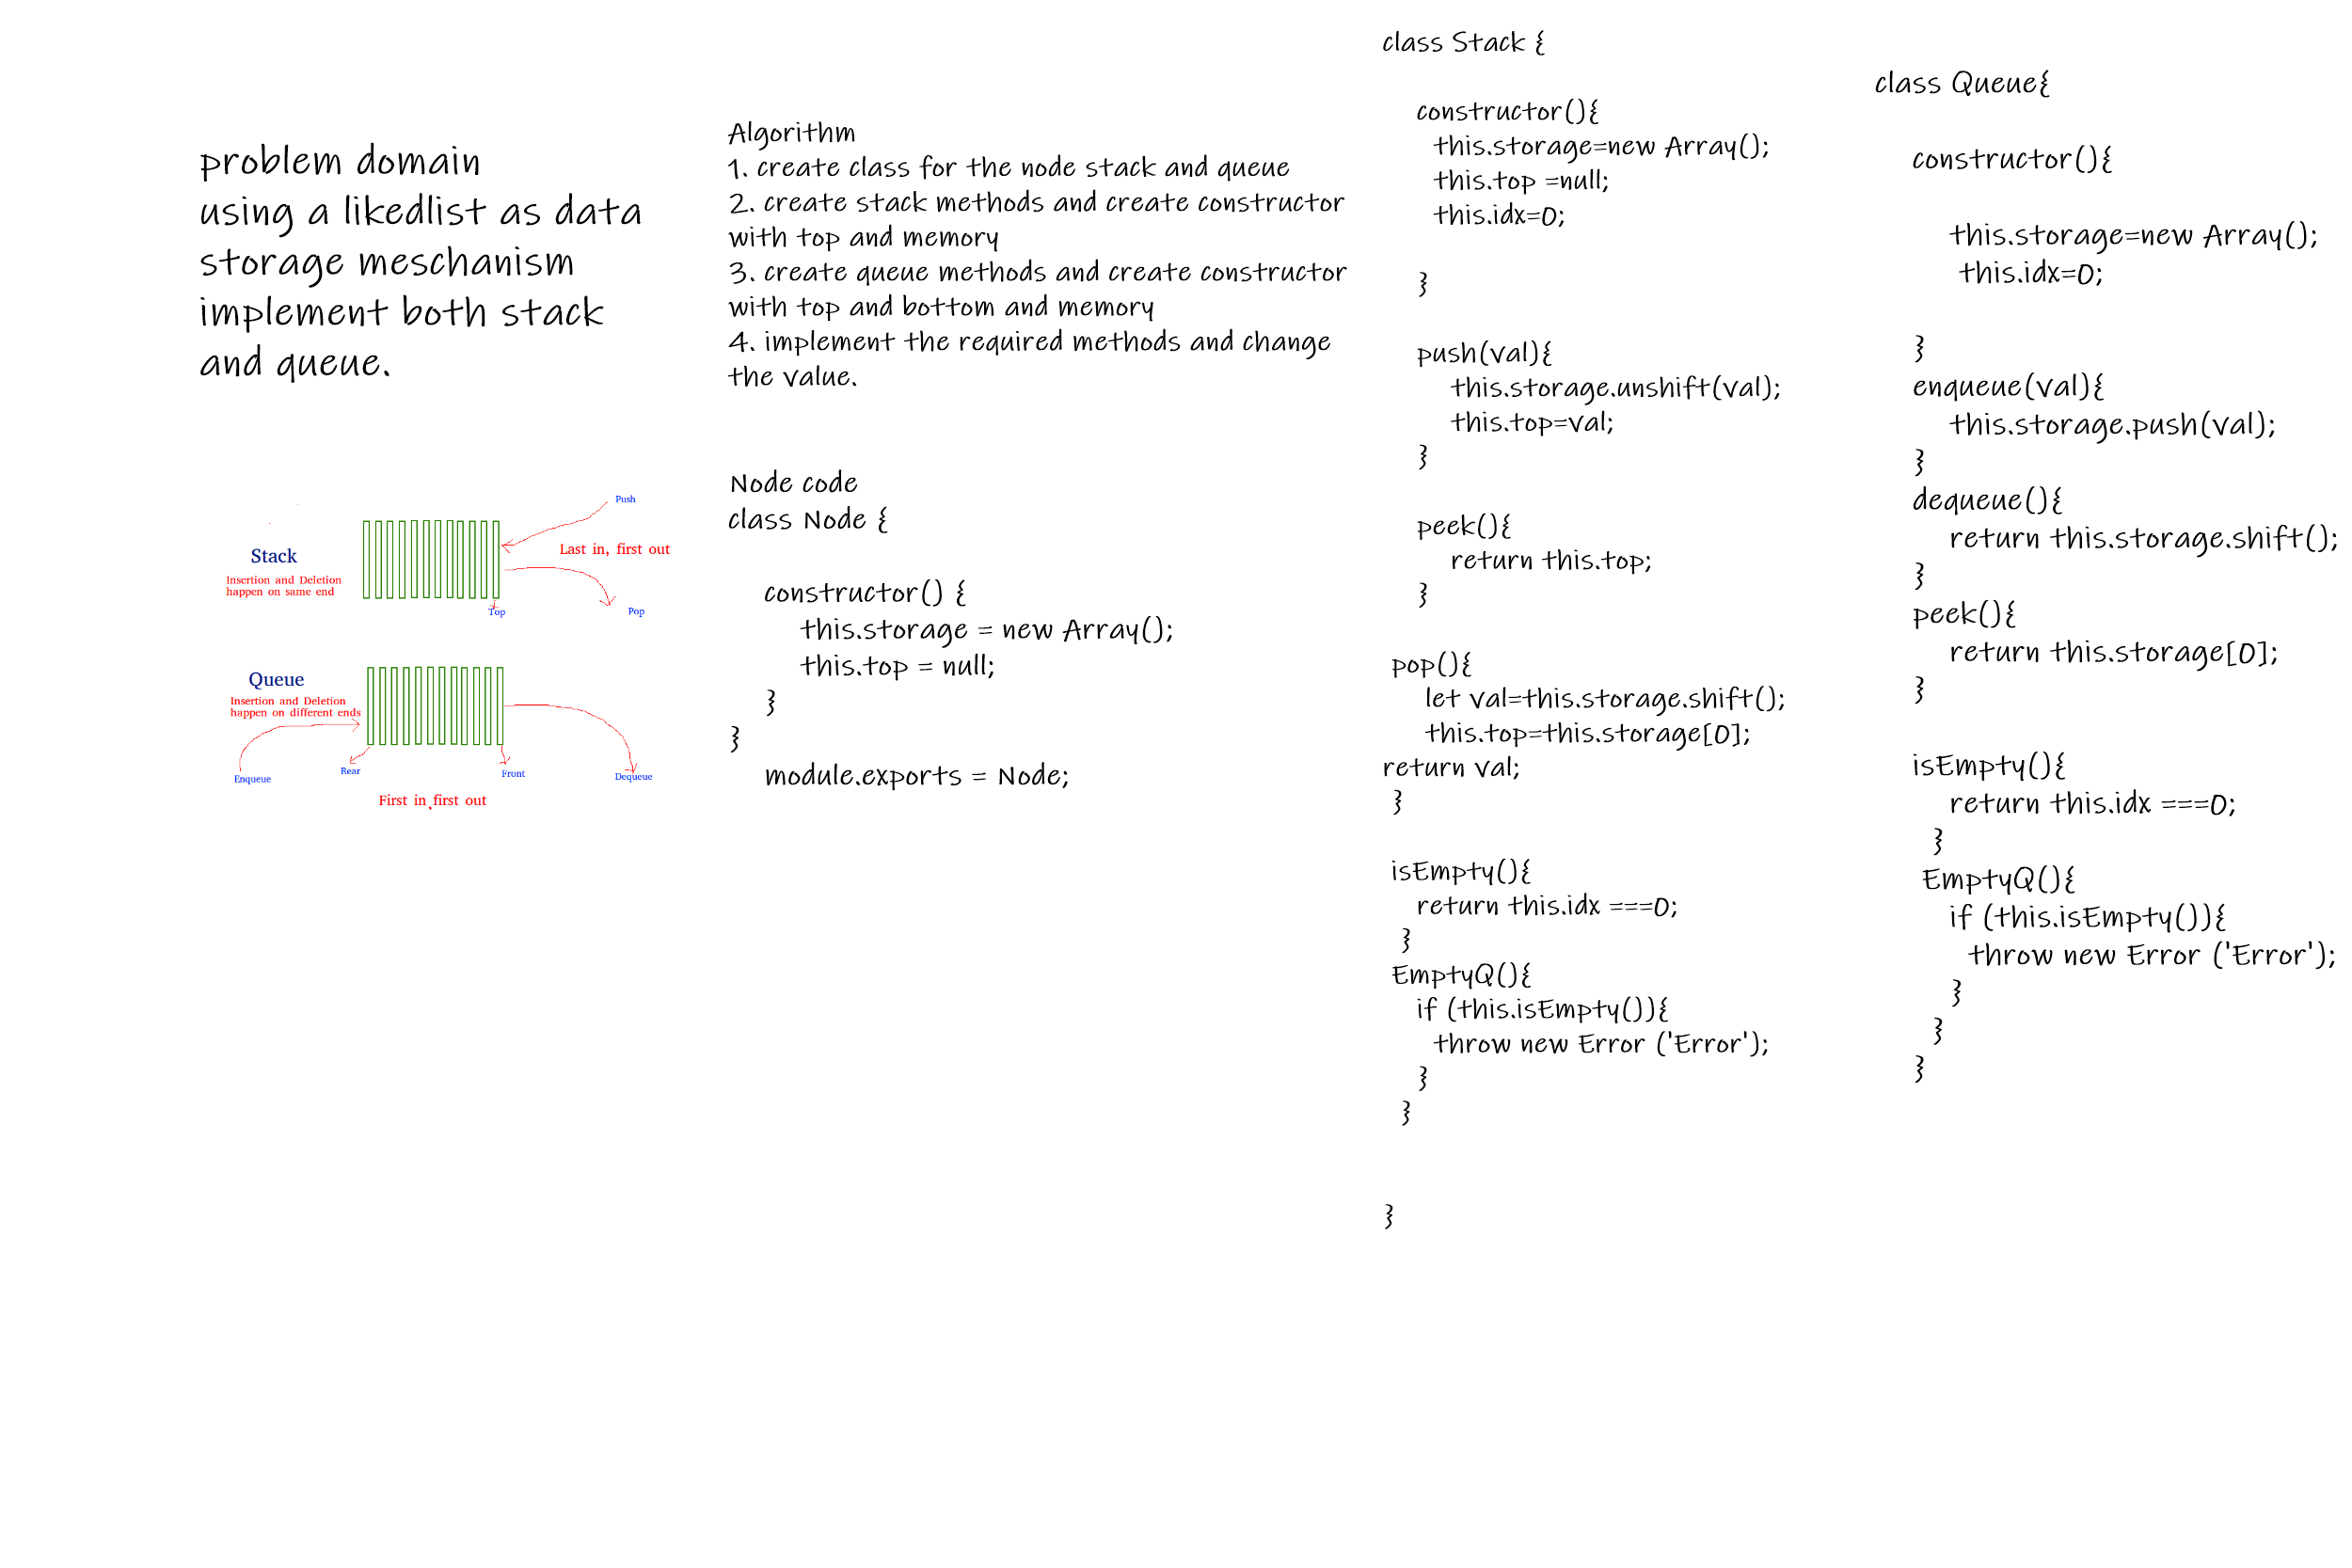 problem domain
using a likedlist as data
storage meschanism
implement both stack
and queue.
Push
Stack
Last in, first out
Insertion and Deletion
happen on same end
Top
Pop
Queue
Insertion and Deletion
happen on different ends
Enqueue
Rear
Front
Dequeue
First in,first out
Algorithm
1. create class for the node stack and queue
2. create stack methods and create constructor
with top and memory
3. create queue methods and create constructor
with top and bottom and memory
4. implement the required methods and change
the value.
Node code
class Node {
constructor() {
this.storage = new Array();
this.top = null;
}
}
module.exports = Node;
class Stack {
constructor(){
this.storage=new Array();
this.top =null;
this.idx=0;
}
push(val){
this.storage.unshift(val);
this.top=val;
}
peek(){
return this.top;
}
pop(){
let val=this.storage.shift();
this.top=this.storage[0];
return val;
}
isEmpty(){
return this.idx ===0;
}
EmptyQ(){
if (this.isEmpty()){
throw new Error ('Error');
}
}
}
class Queue{
constructor(){
this.storage=new Array();
this.idx=0;
}
enqueue(val){
this.storage.push(val);
}
dequeue(){
return this.storage.shift();
}
peek(){
return this.storage[0];
}
isEmpty(){
return this.idx ===0;
}
EmptyQ(){
if (this.isEmpty()){
throw new Error ('Error');
}
}
}